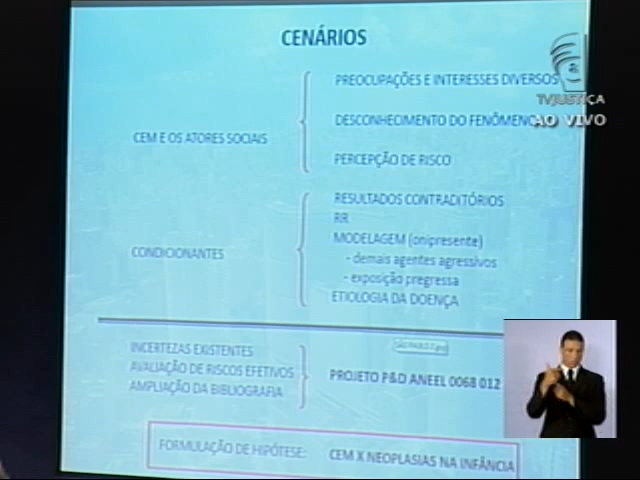 CENÁRIOS
PREOCUPAÇÕES E INTERESSES DIVERSOS
TV JUSTIÇA
AO VIVO
CEM E OS ATORES SOCIAIS
DESCONHECIMENTO DO FENÔMENO
PERCEPÇÃO DE RISCO
RESULTADOS CONTRADITÓRIOS
RR
CONDICIONANTES
MODELAGEM (onipresente)
- demais agentes agressivos
- exposição pregressa
ETIOLOGIA DA DOENÇA
INCERTEZAS EXISTENTES
AVALIAÇÃO DE RISCOS EFETIVOS
AMPLIAÇÃO DA BIBLIOGRAFIA
PROJETO P&D ANEEL 0068 012
FORMULAÇÃO DE HIPÓTESE: CEM X NEOPLASIAS NA INFÂNCIA